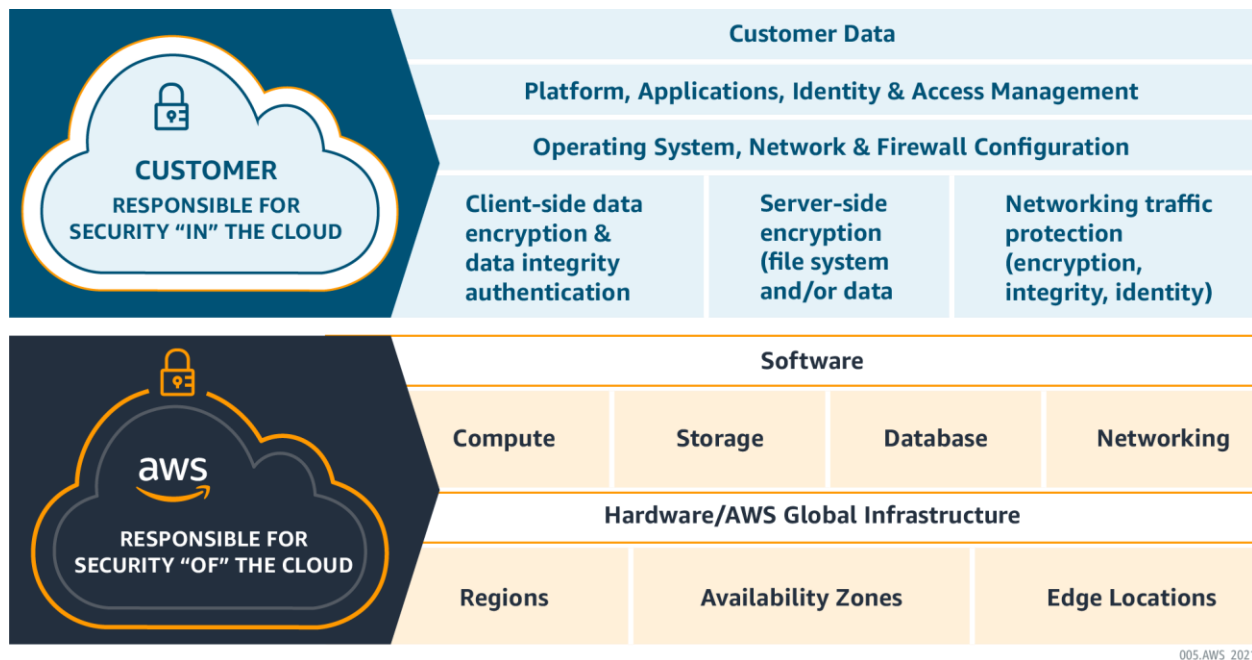 CUSTOMER
RESPONSIBLE FOR
SECURITY “IN” THE CLOUD
Customer Data
Platform, Applications, Identity & Access Management
Operating System, Network & Firewall Configuration
Client-side data
encryption &
data integrity
authentication
Server-side
encryption
(file system
and/or data
Networking traffic
protection
(encryption,
integrity, identity)
aws
RESPONSIBLE FOR
SECURITY “OF” THE CLOUD
Software
Compute
Storage
Database
Networking
Hardware/AWS Global Infrastructure
Regions
Availability Zones
Edge Locations
005.AWS